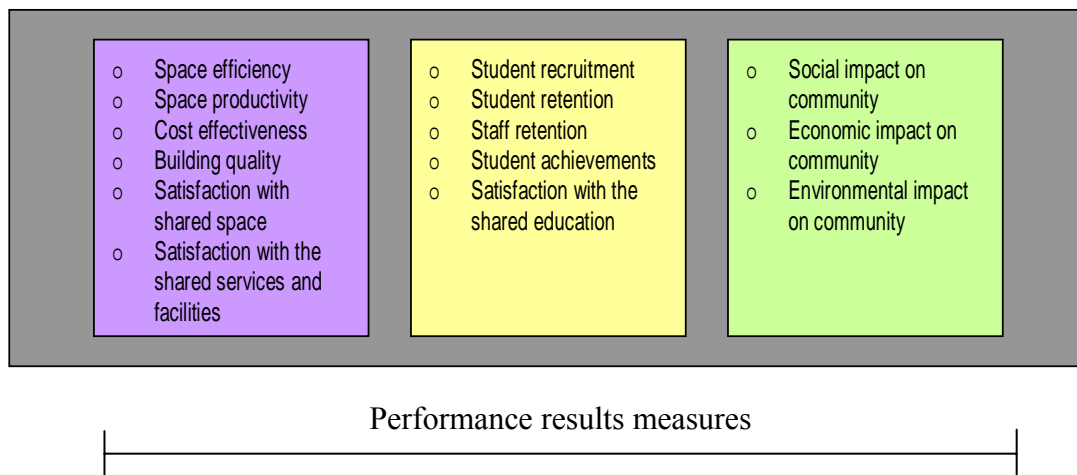 o Space efficiency
o Space productivity
o Cost effectiveness
o Building quality
o Satisfaction with
shared space
o Satisfaction with the
shared services and
facilities
o Student recruitment
o Student retention
o Staff retention
o Student achievements
o Satisfaction with the
shared education
o Social impact on
community
o Economic impact on
community
o Environmental impact
on community
Performance results measures